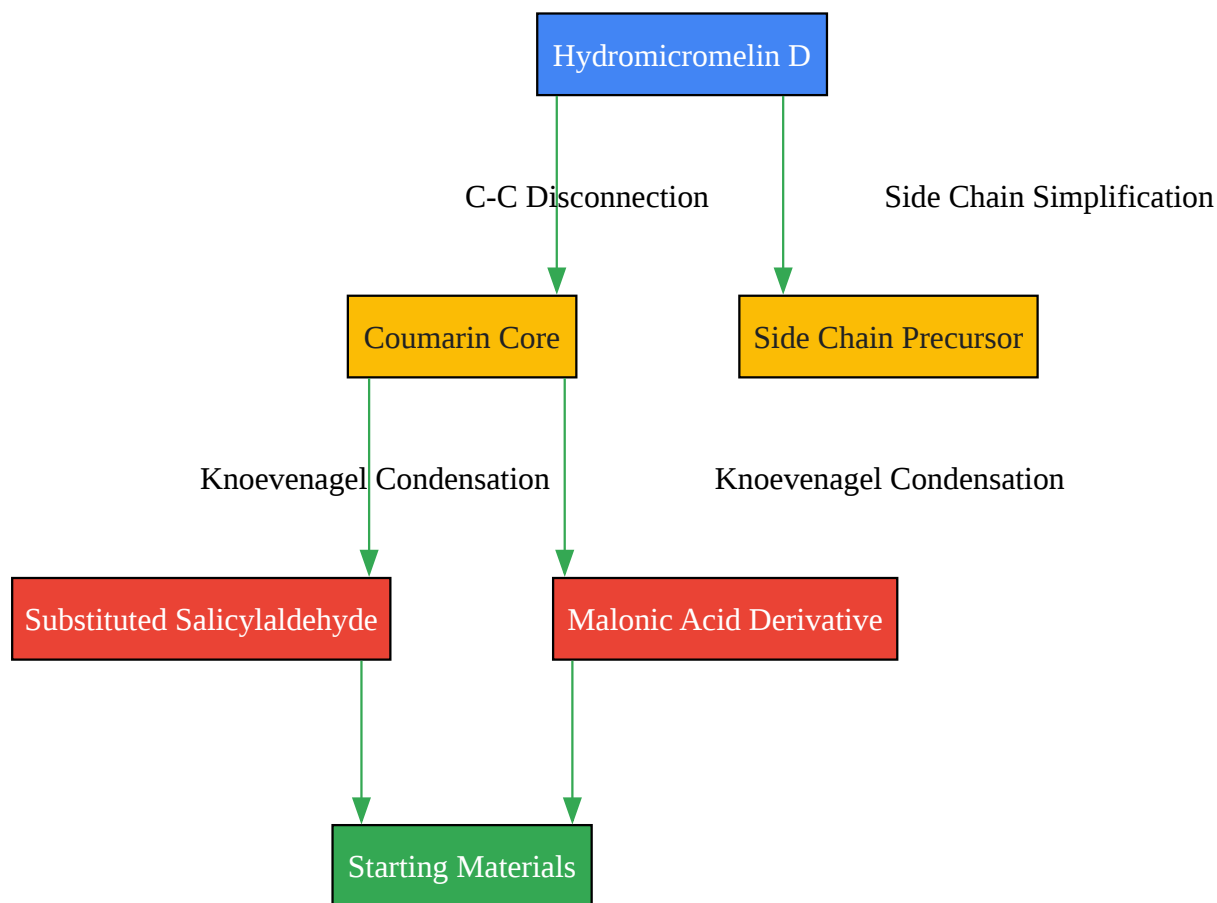 Hydromicromelin D
C-C Disconnection
Side Chain Simplification
Coumarin Core
Side Chain Precursor
Knoevenagel Condensation
Knoevenagel Condensation
Substituted Salicylaldehyde
Malonic Acid Derivative
Starting Materials